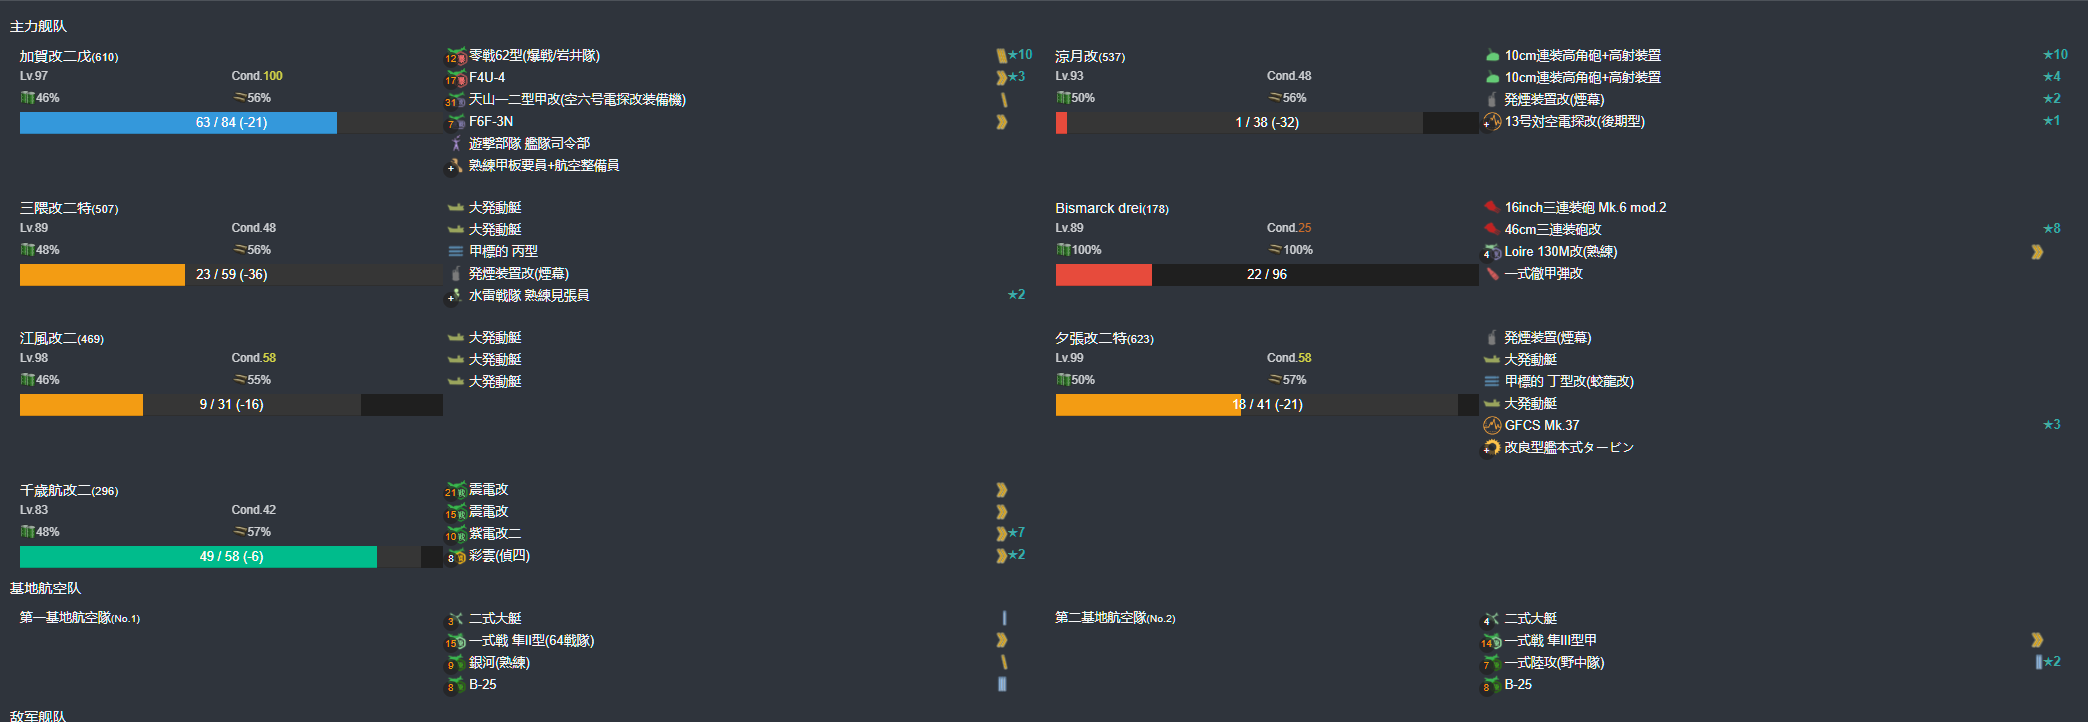 主力舰队
加賀改二戊(610)
Lv.97 Cond.100
46% 56%
63 / 84 (-21)
12 零戦62型(爆戦/岩井隊) ★10
17 F4U-4 ★3
31 天山一二型甲改(空六号電探改装備機)
7 F6F-3N
遊撃部隊 艦隊司令部
+ 熟練甲板要員+航空整備員
涼月改(537)
Lv.93 Cond.48
50% 56%
1 / 38 (-32)
10cm連装高角砲+高射装置 ★10
10cm連装高角砲+高射装置 ★4
発煙装置改(煙幕) ★2
+ 13号対空電探改(後期型) ★1
三隈改二特(507)
Lv.89 Cond.48
48% 56%
23 / 59 (-36)
大発動艇
大発動艇
甲標的 丙型
発煙装置改(煙幕)
+ 水雷戦隊 熟練見張員 ★2
Bismarck drei(178)
Lv.89 Cond.25
100% 100%
22 / 96
16inch三連装砲 Mk.6 mod.2
46cm三連装砲改 ★8
4 Loire 130M改(熟練)
一式徹甲弾改
江風改二(469)
Lv.98 Cond.58
46% 55%
9 / 31 (-16)
大発動艇
大発動艇
大発動艇
夕張改二特(623)
Lv.99 Cond.58
50% 57%
18 / 41 (-21)
発煙装置(煙幕)
大発動艇
甲標的 丁型改(蛟龍改)
大発動艇
GFCS Mk.37 ★3
+ 改良型艦本式タービン
千歳航改二(296)
Lv.83 Cond.42
48% 57%
49 / 58 (-6)
21 震電改
15 震電改
10 紫電改二 ★7
8 彩雲(偵四) ★2
基地航空队
第一基地航空隊(No.1)
3 二式大艇
15 一式戦 隼II型(64戦隊)
9 銀河(熟練)
8 B-25
第二基地航空隊(No.2)
4 二式大艇
14 一式戦 隼III型甲
7 一式陸攻(野中隊) ★2
8 B-25
敌军舰队